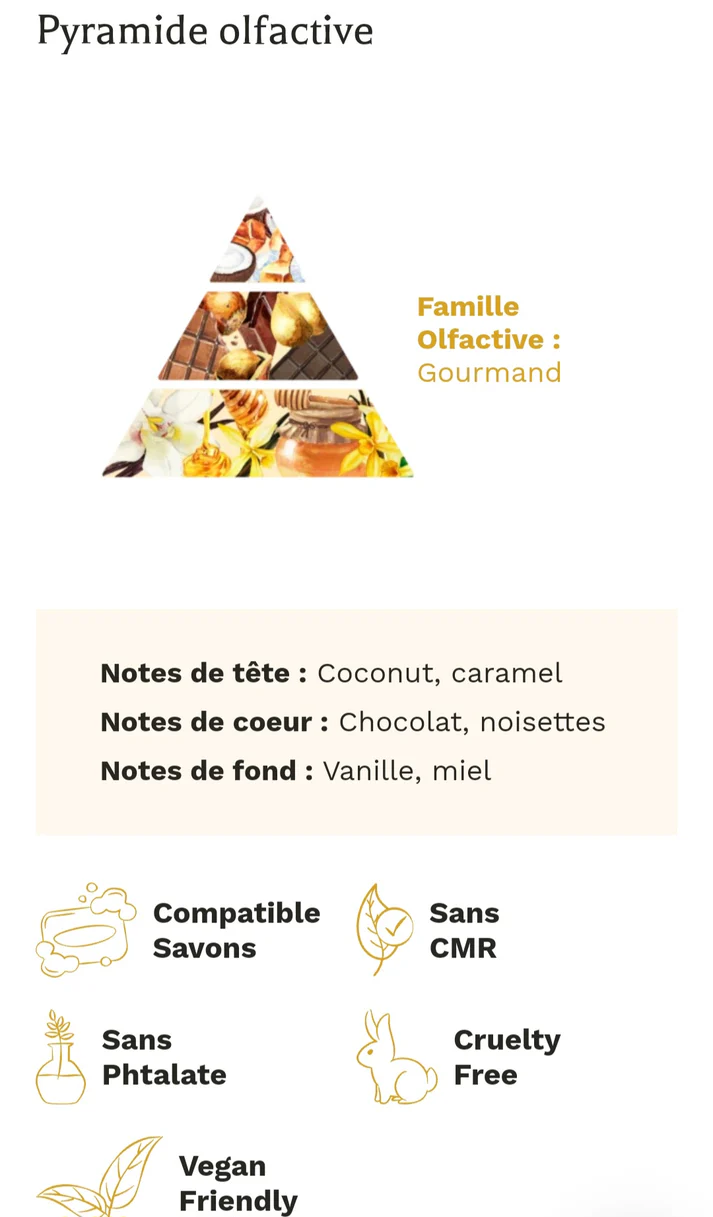 Pyramide olfactive
Famille
Olfactive :
Gourmand
Notes de tête : Coconut, caramel
Notes de coeur : Chocolat, noisettes
Notes de fond : Vanille, miel
Compatible
Savons
Sans
CMR
Sans
Phtalate
Cruelty
Free
Vegan
Friendly